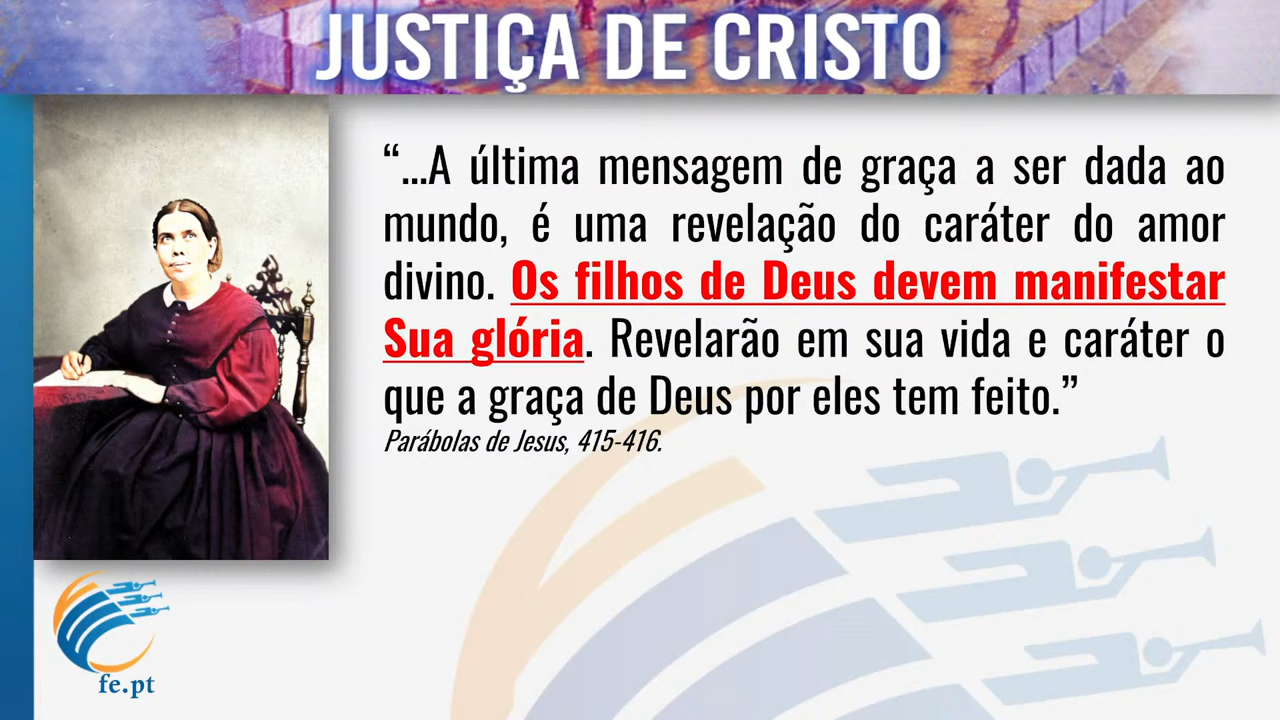 JUSTIÇA DE CRISTO
“...A última mensagem de graça a ser dada ao
mundo, é uma revelação do caráter do amor
divino. Os filhos de Deus devem manifestar
Sua glória. Revelarão em sua vida e caráter o
que a graça de Deus por eles tem feito.”
Parábolas de Jesus, 415-416.
fe.pt